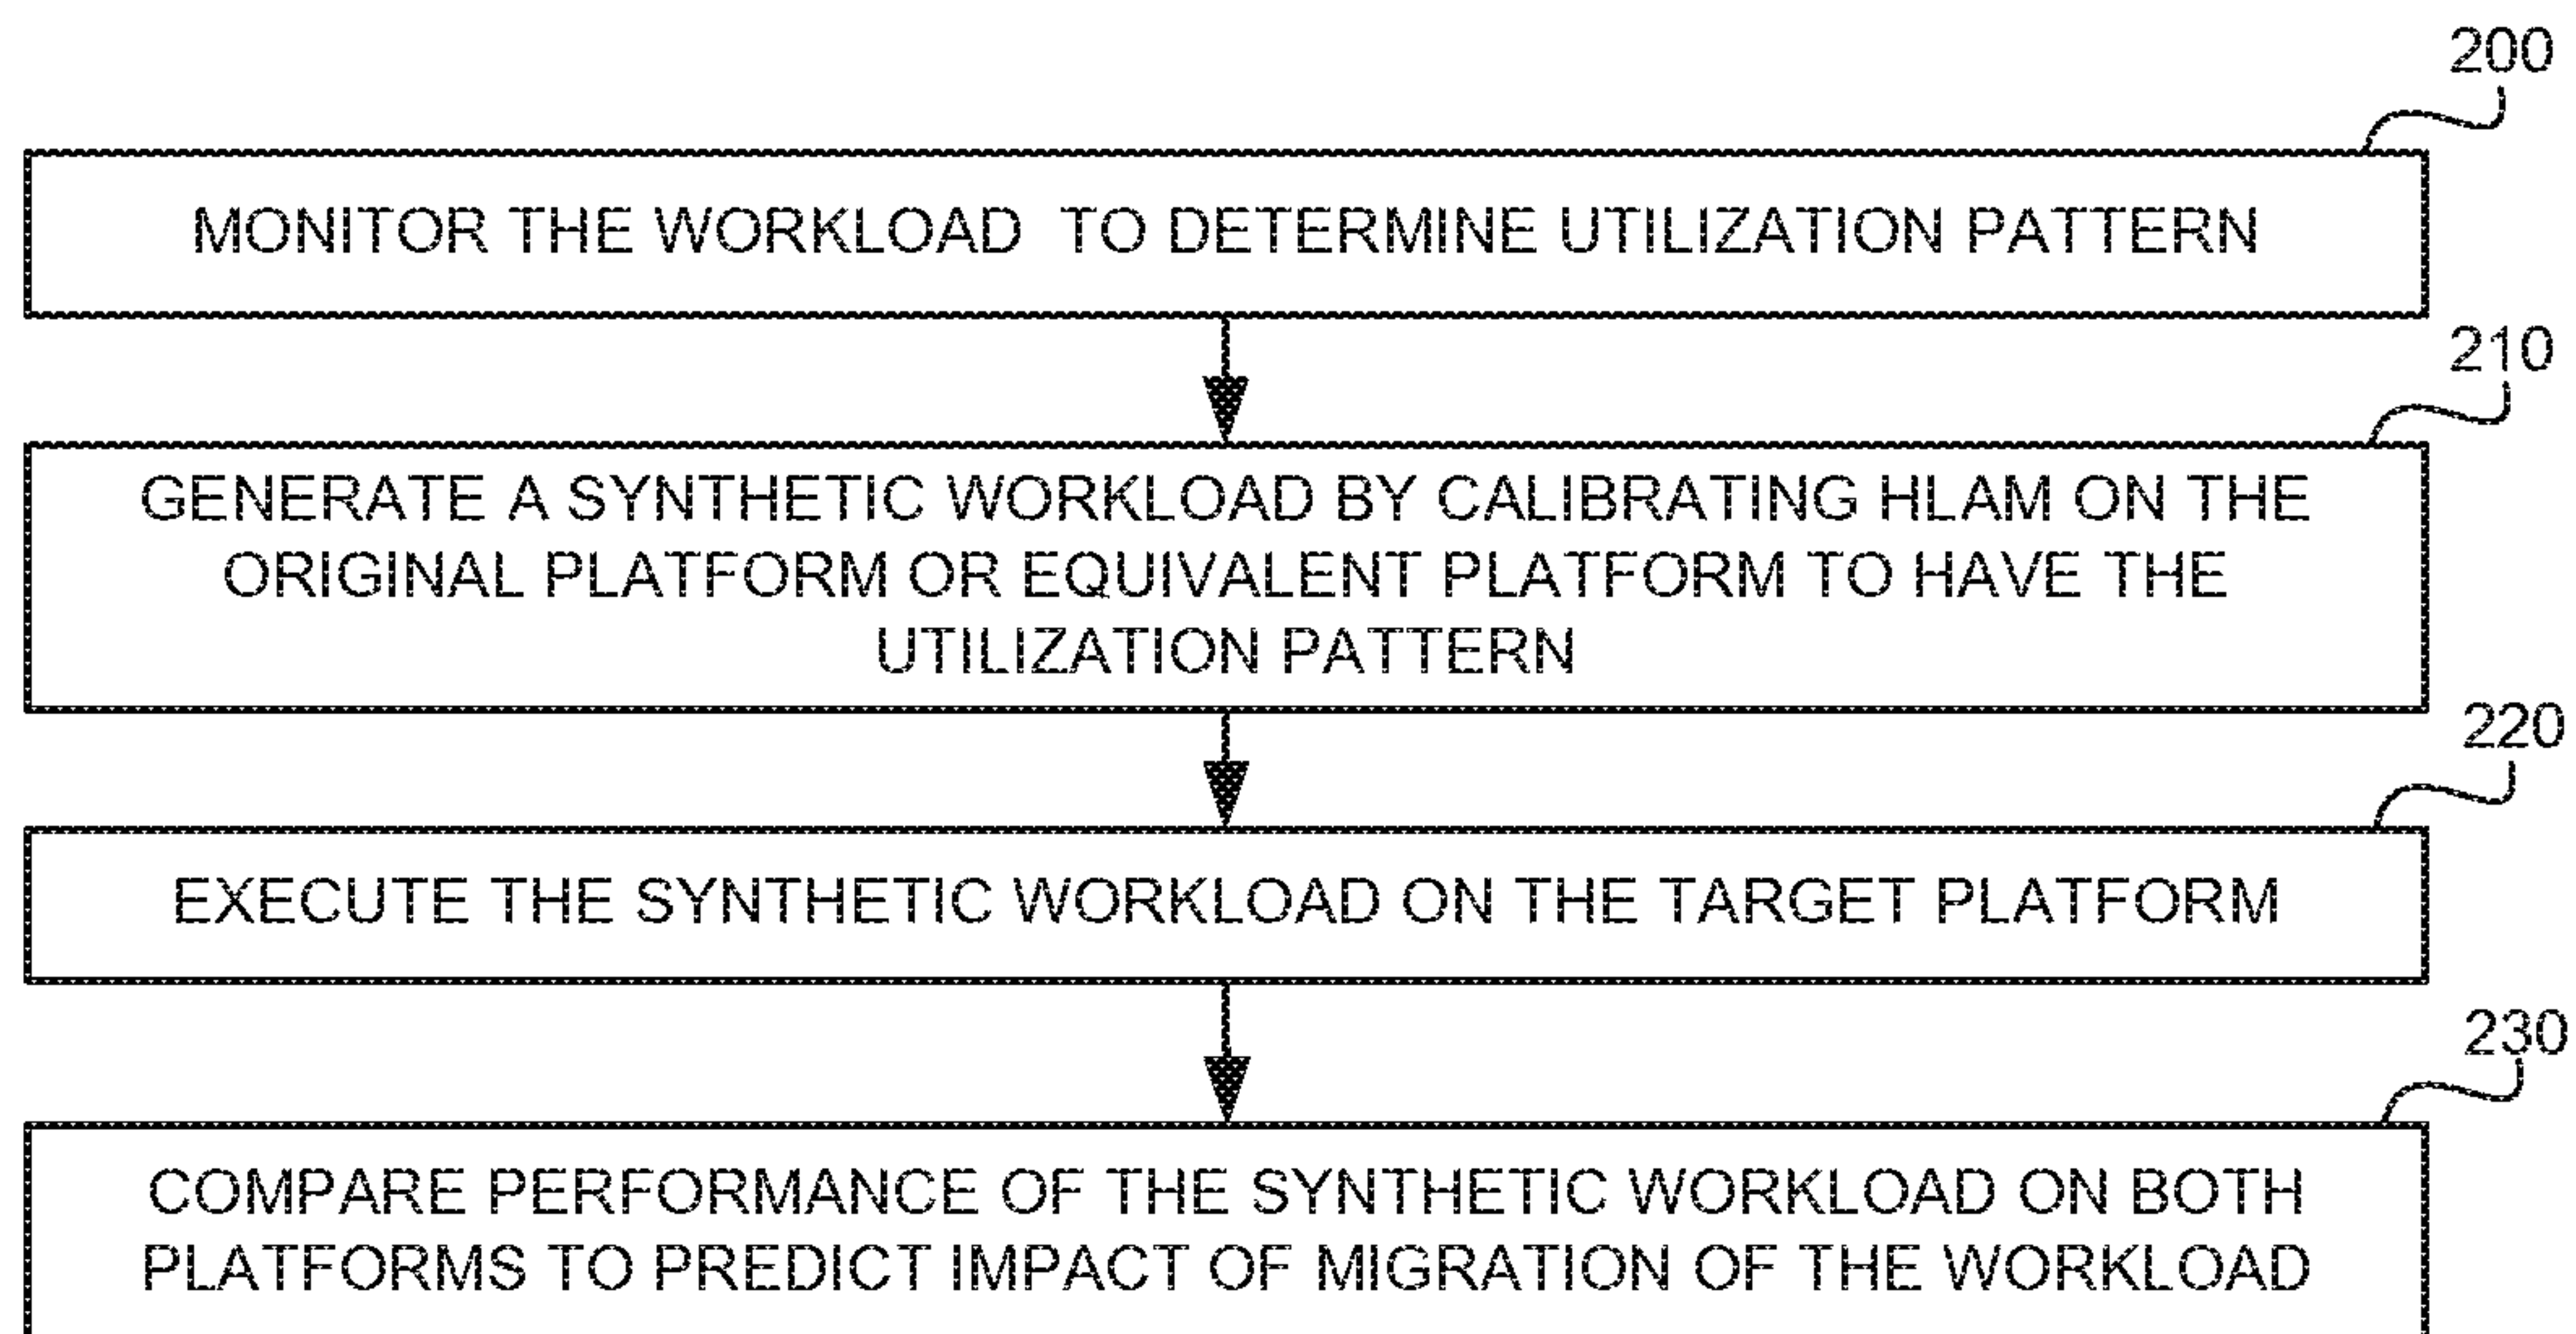 200
MONITOR THE WORKLOAD TO DETERMINE UTILIZATION PATTERN
210
GENERATE A SYNTHETIC WORKLOAD BY CALIBRATING HLAM ON THE
ORIGINAL PLATFORM OR EQUIVALENT PLATFORM TO HAVE THE
UTILIZATION PATTERN
220
EXECUTE THE SYNTHETIC WORKLOAD ON THE TARGET PLATFORM
230
COMPARE PERFORMANCE OF THE SYNTHETIC WORKLOAD ON BOTH
PLATFORMS TO PREDICT IMPACT OF MIGRATION OF THE WORKLOAD